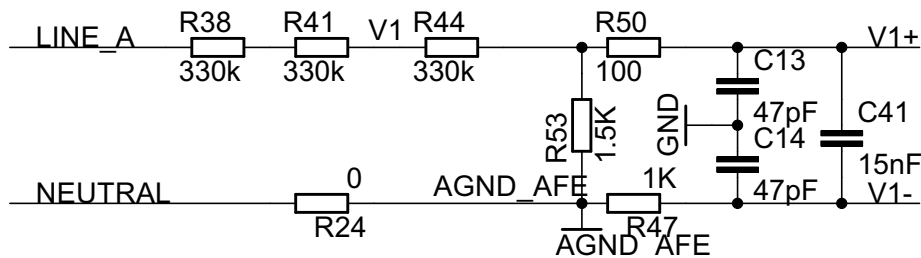 R38 R41 V1 R44 R50
LINE_A V1+
330k 330k 330k 100 C13
47pF C41
GND
R53 1.5K
C14
15nF
NEUTRAL 0 AGND_AFE 1K 47pF V1-
R24 R47
AGND_AFE